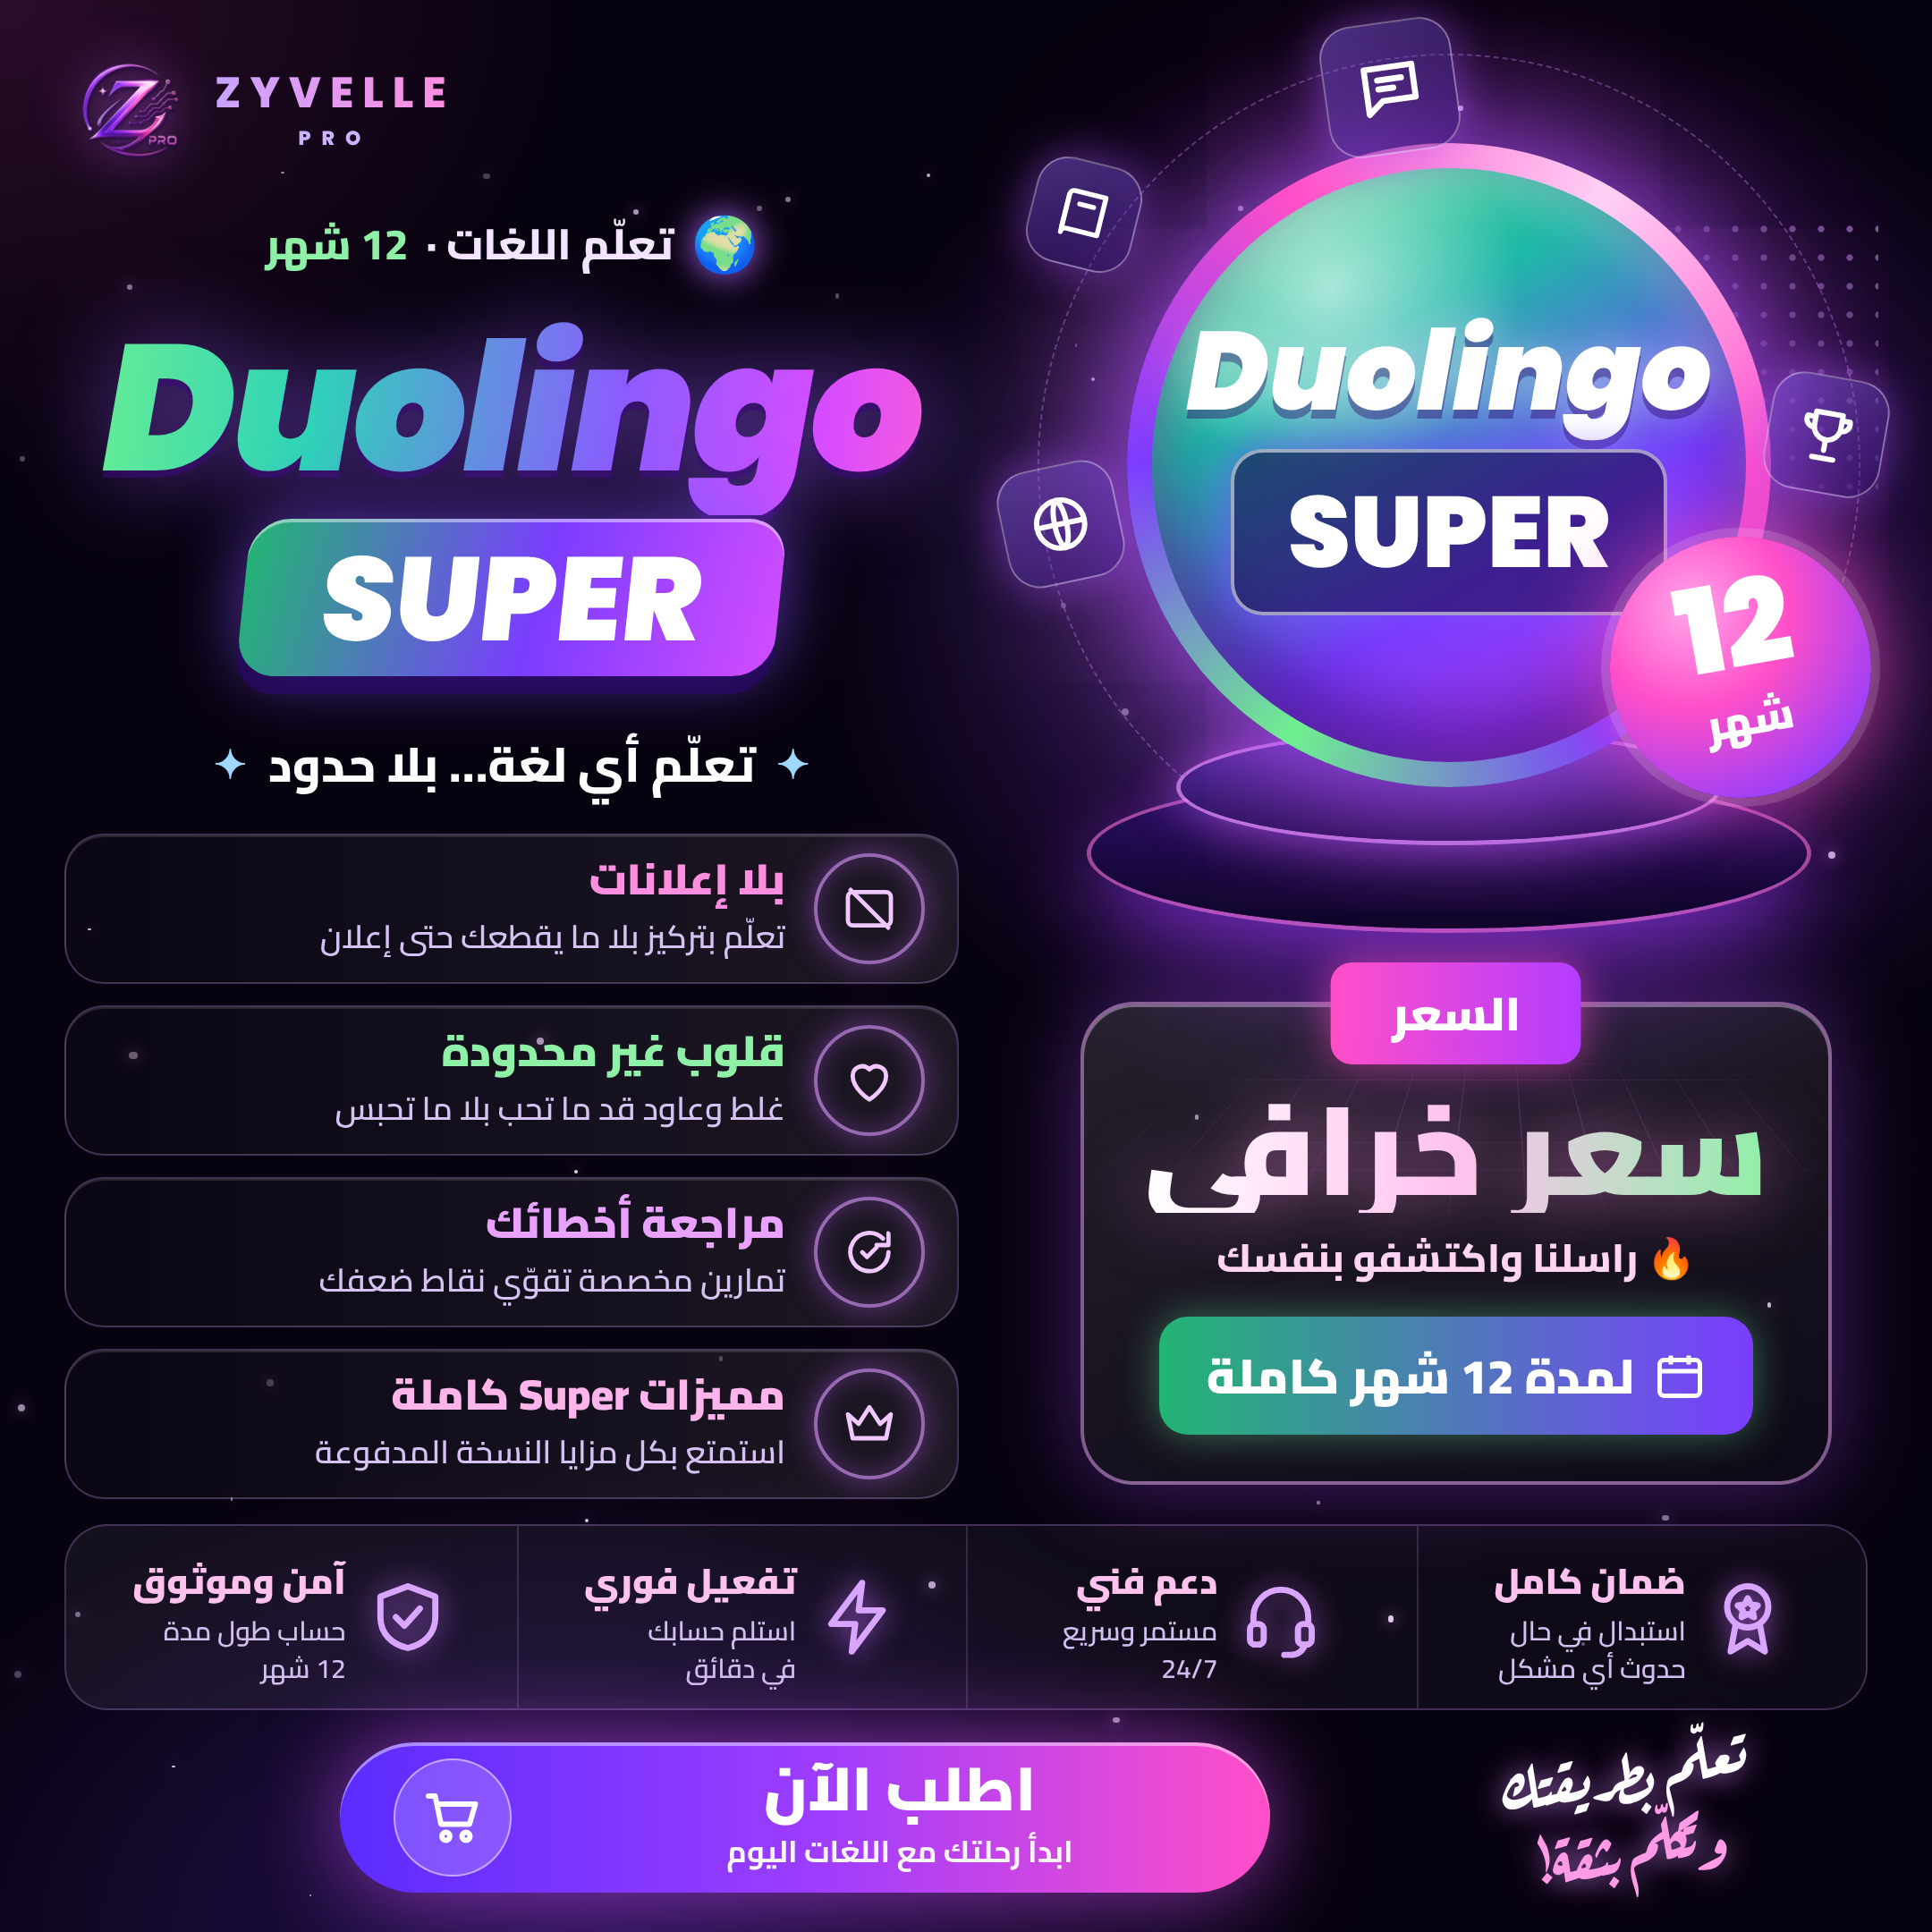 ZYVELLE
PRO
Z PRO
تعلّم اللغات · 12 شهر
Duolingo
SUPER
تعلّم أي لغة... بلا حدود
Duolingo
SUPER
12
شهر
بلا إعلانات
تعلّم بتركيز بلا ما يقطعك حتى إعلان
قلوب غير محدودة
غلط وعاود قد ما تحب بلا ما تحبس
مراجعة أخطائك
تمارين مخصصة تقوّي نقاط ضعفك
مميزات Super كاملة
استمتع بكل مزايا النسخة المدفوعة
السعر
سعر خرافي
🔥 راسلنا واكتشفو بنفسك
لمدة 12 شهر كاملة
ضمان كامل
استبدال في حال
حدوث أي مشكل
دعم فني
مستمر وسريع
24/7
تفعيل فوري
استلم حسابك
في دقائق
آمن وموثوق
حساب طول مدة
12 شهر
تعلّم بطريقتك
وتكلّم بثقة!
اطلب الآن
ابدأ رحلتك مع اللغات اليوم